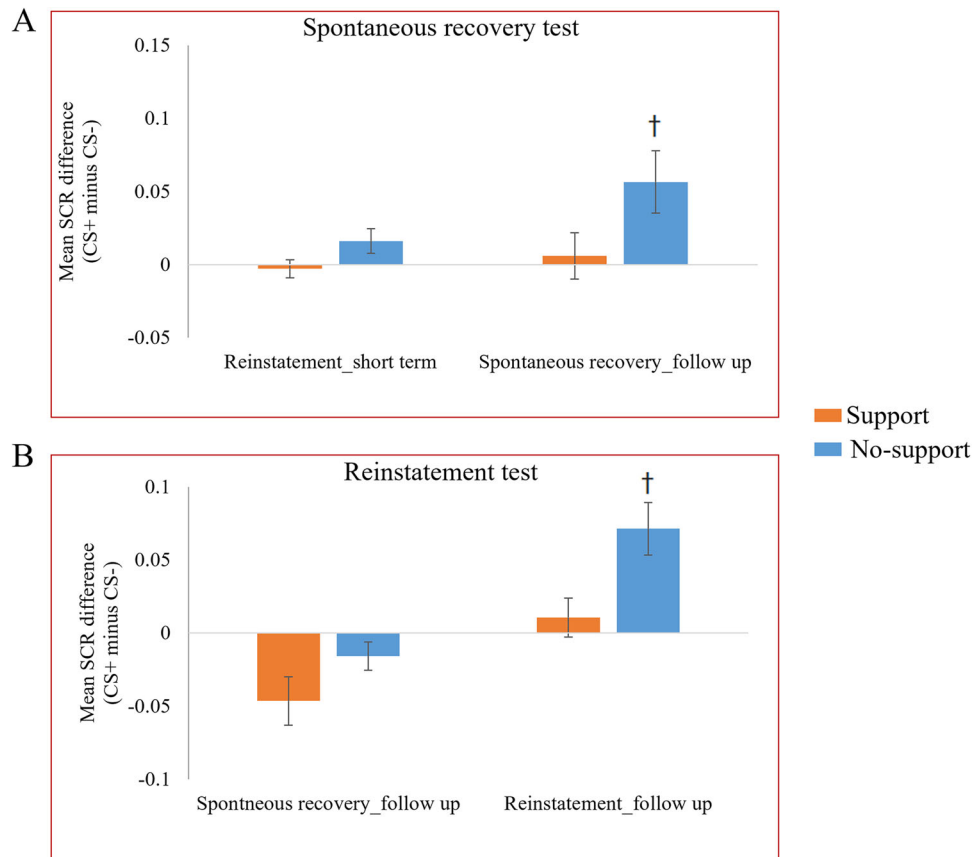 A
Spontaneous recovery test
0.15
0.1
0.05
0
-0.05
Mean SCR difference
(CS+ minus CS-)
†
Reinstatement_short term
Spontaneous recovery_follow up
Support
No-support
B
Reinstatement test
0.1
0.05
0
-0.05
-0.1
Mean SCR difference
(CS+ minus CS-)
†
Spontneous recovery_follow up
Reinstatement_follow up